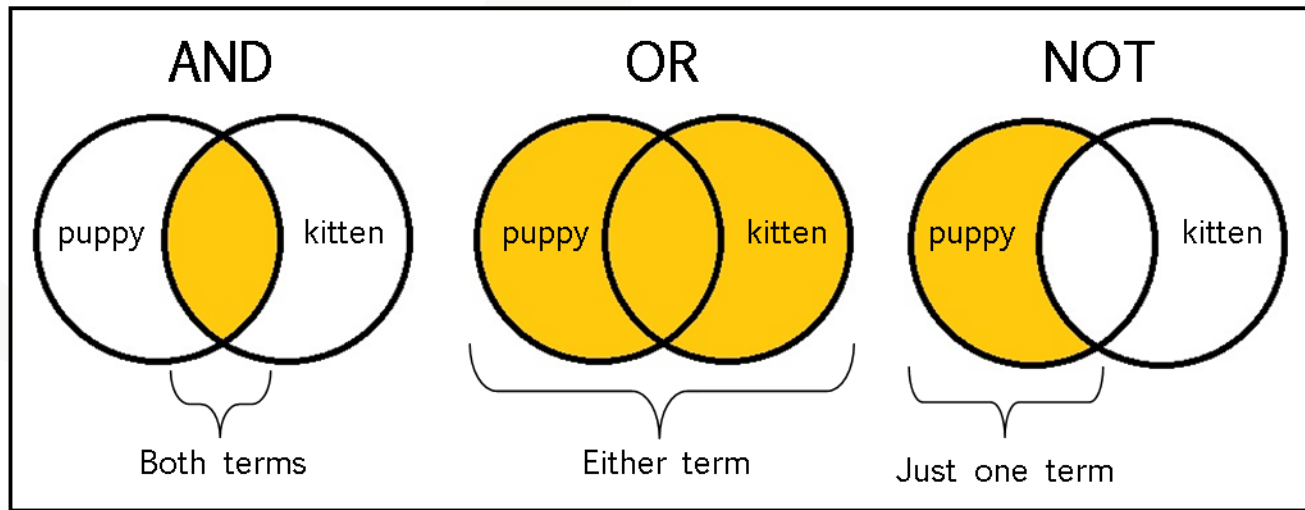 AND
puppy
kitten
Both terms
OR
puppy
kitten
Either term
NOT
puppy
kitten
Just one term